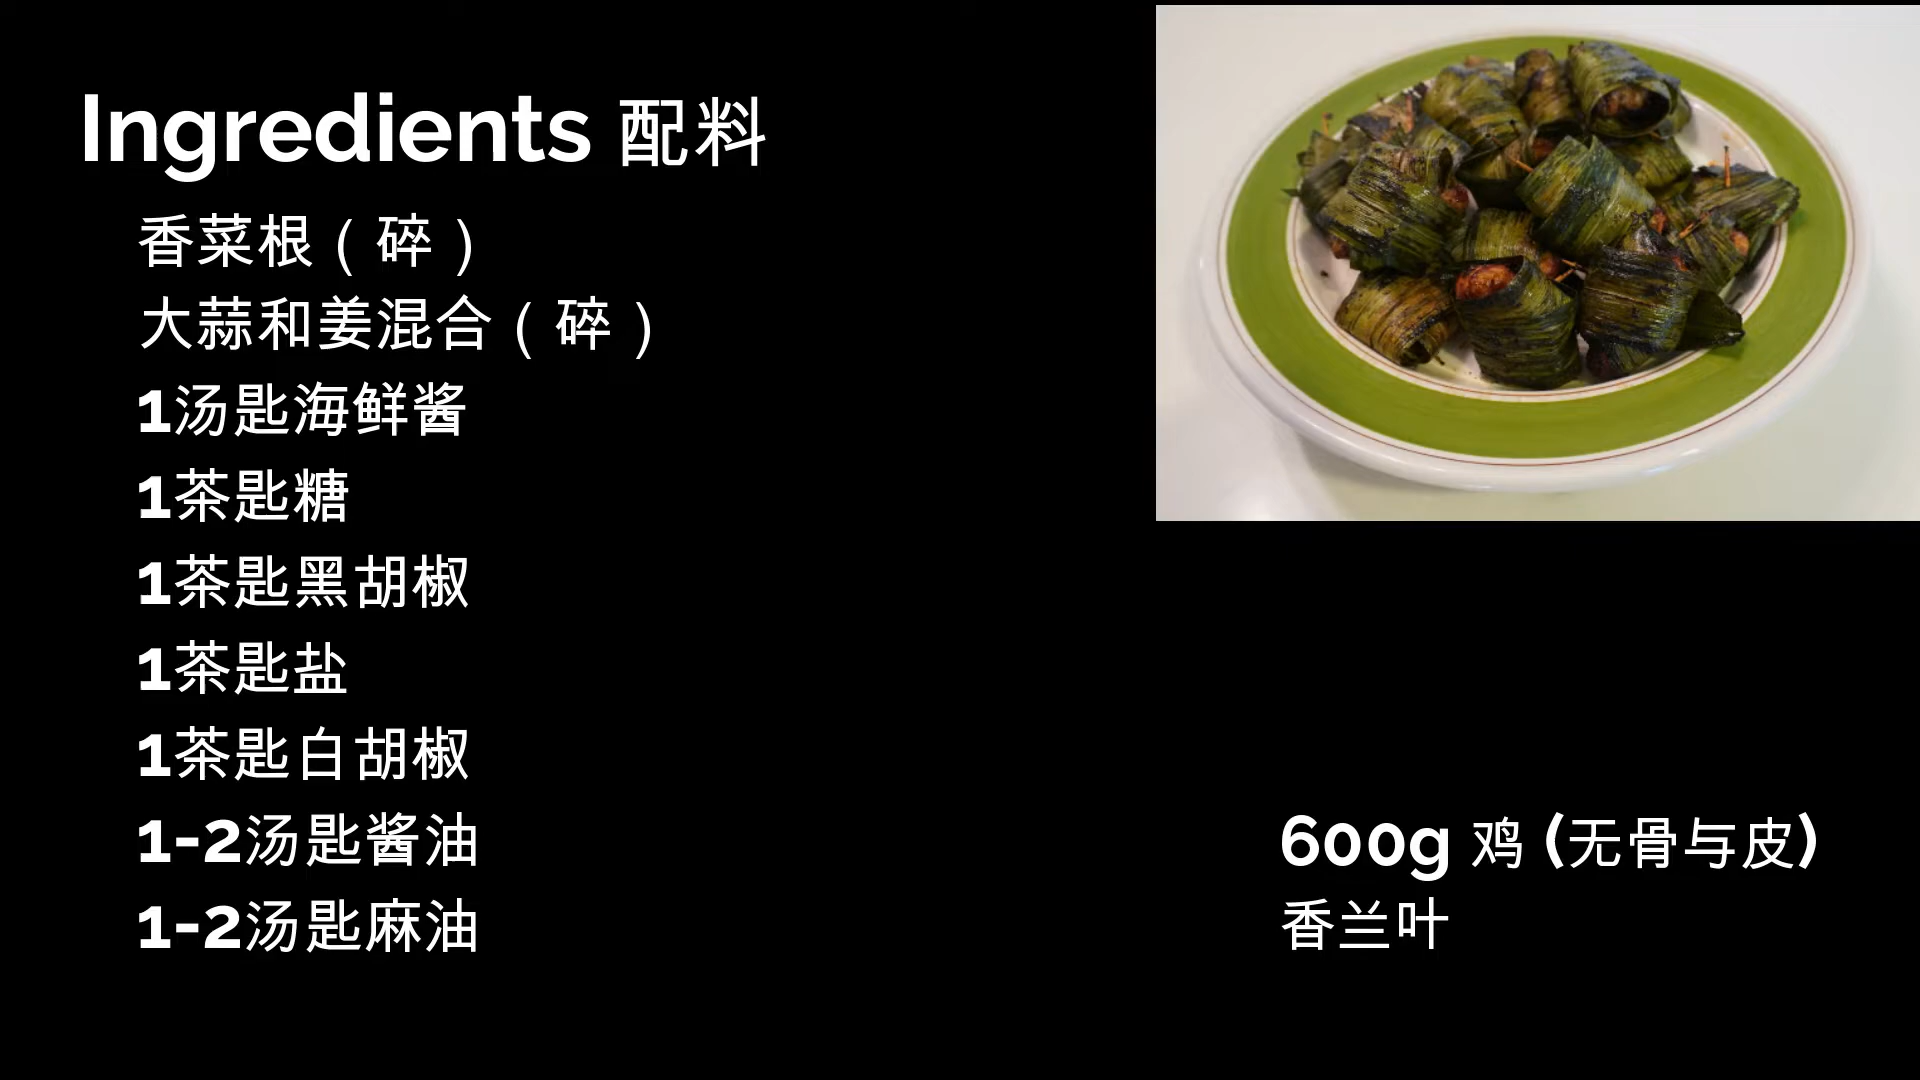 Ingredients 配料
香菜根（碎）
大蒜和姜混合（碎）
1汤匙海鲜酱
1茶匙糖
1茶匙黑胡椒
1茶匙盐
1茶匙白胡椒
1-2汤匙酱油
1-2汤匙麻油
600g 鸡 (无骨与皮)
香兰叶